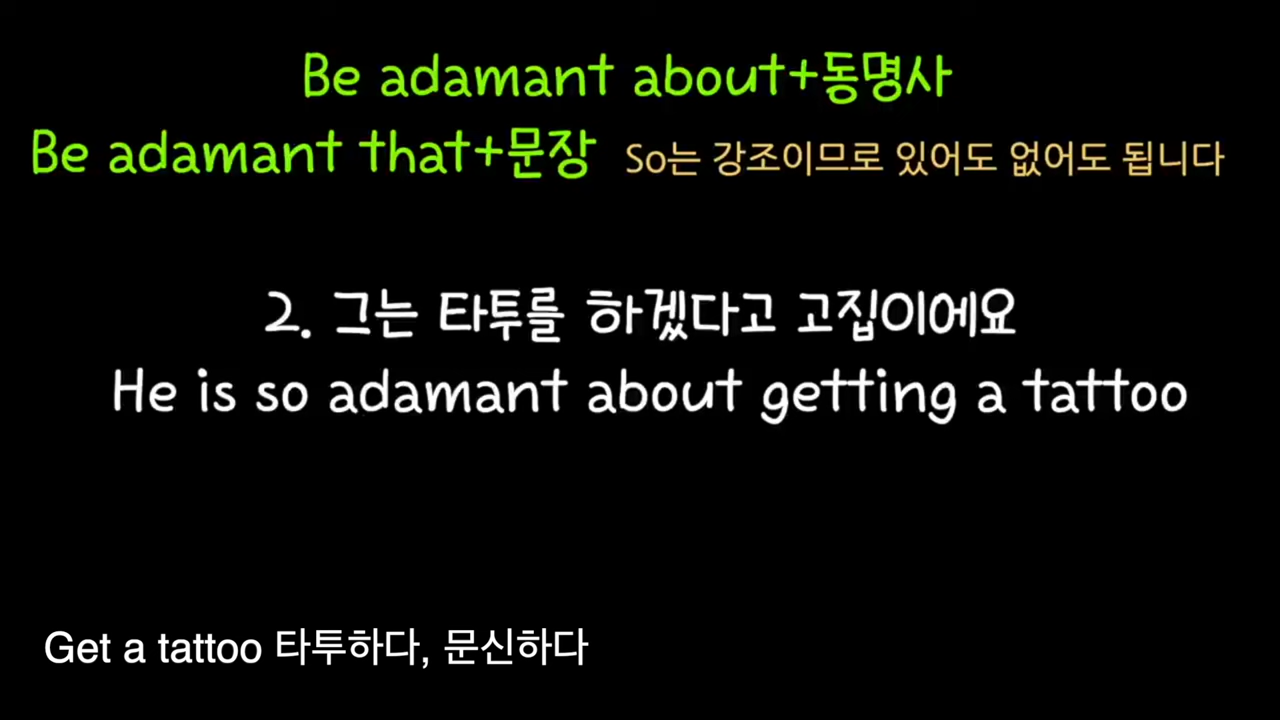 Be adamant about+동명사
Be adamant that+문장 So는 강조이므로 있어도 없어도 됩니다
2. 그는 타투를 하겠다고 고집이에요
He is so adamant about getting a tattoo
Get a tattoo 타투하다, 문신하다